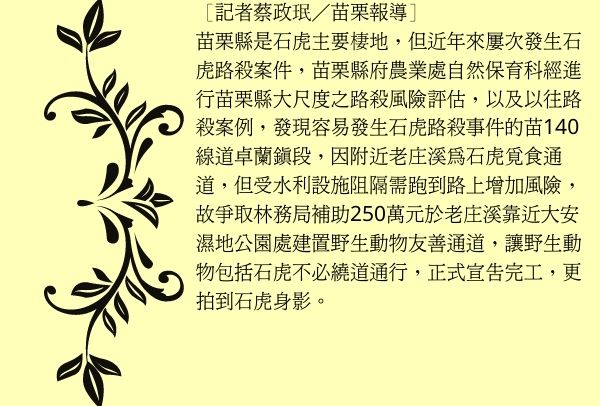 ［記者蔡政珉／苗栗報導］
苗栗縣是石虎主要棲地，但近年來屢次發生石
虎路殺案件，苗栗縣府農業處自然保育科經進
行苗栗縣大尺度之路殺風險評估，以及以往路
殺案例，發現容易發生石虎路殺事件的苗140
線道卓蘭鎮段，因附近老庄溪為石虎覓食通
道，但受水利設施阻隔需跑到路上增加風險，
故爭取林務局補助250萬元於老庄溪靠近大安
濕地公園處建置野生動物友善通道，讓野生動
物包括石虎不必繞道通行，正式宣告完工，更
拍到石虎身影。